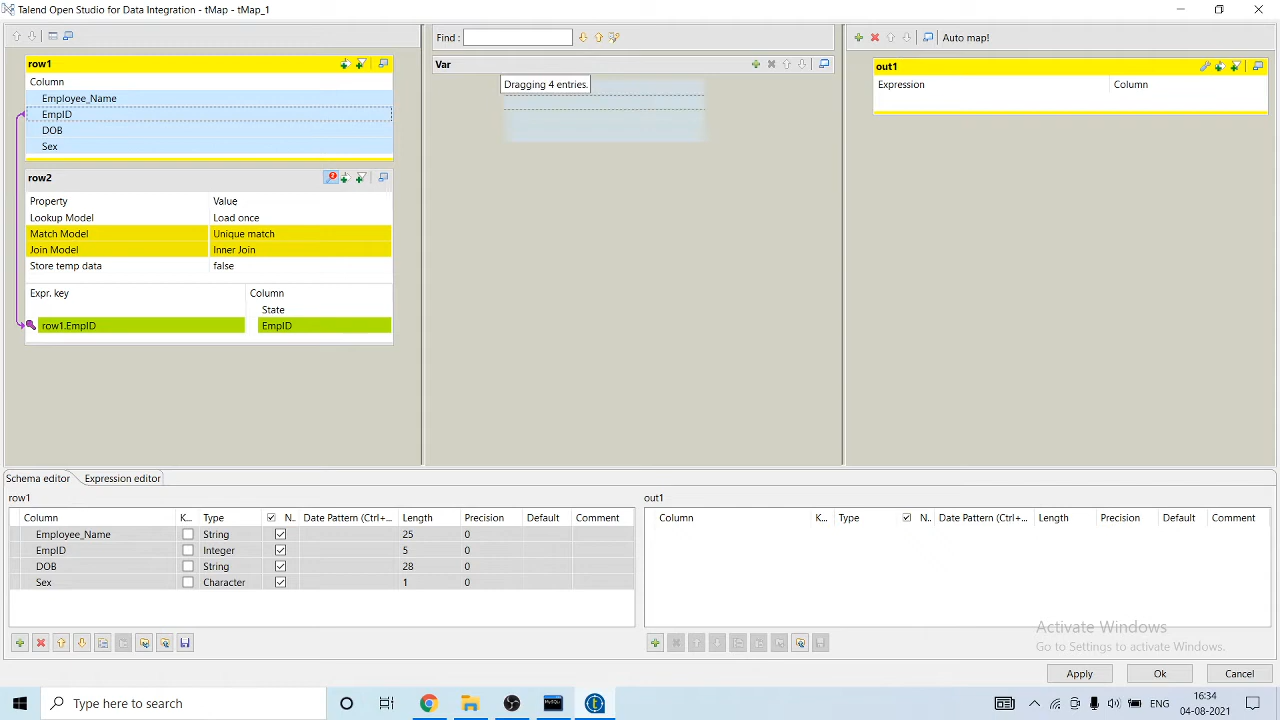 Talend Open Studio for Data Integration - tMap - tMap_1
Find :
Auto map!
row1
Column
Employee_Name
EmpID
DOB
Sex
row2
Property Value
Lookup Model Load once
Match Model Unique match
Join Model Inner Join
Store temp data false
Expr. key Column
State
row1.EmpID EmpID
Var
Dragging 4 entries.
out1
Expression Column
Schema editor Expression editor
row1
Column K... Type N.. Date Pattern (Ctrl+... Length Precision Default Comment
Employee_Name String 25 0
EmpID Integer 5 0
DOB String 28 0
Sex Character 1 0
out1
Column K... Type N.. Date Pattern (Ctrl+... Length Precision Default Comment
Activate Windows
Go to Settings to activate Windows.
Apply Ok Cancel
Type here to search
ENG
16:34
04-08-2021